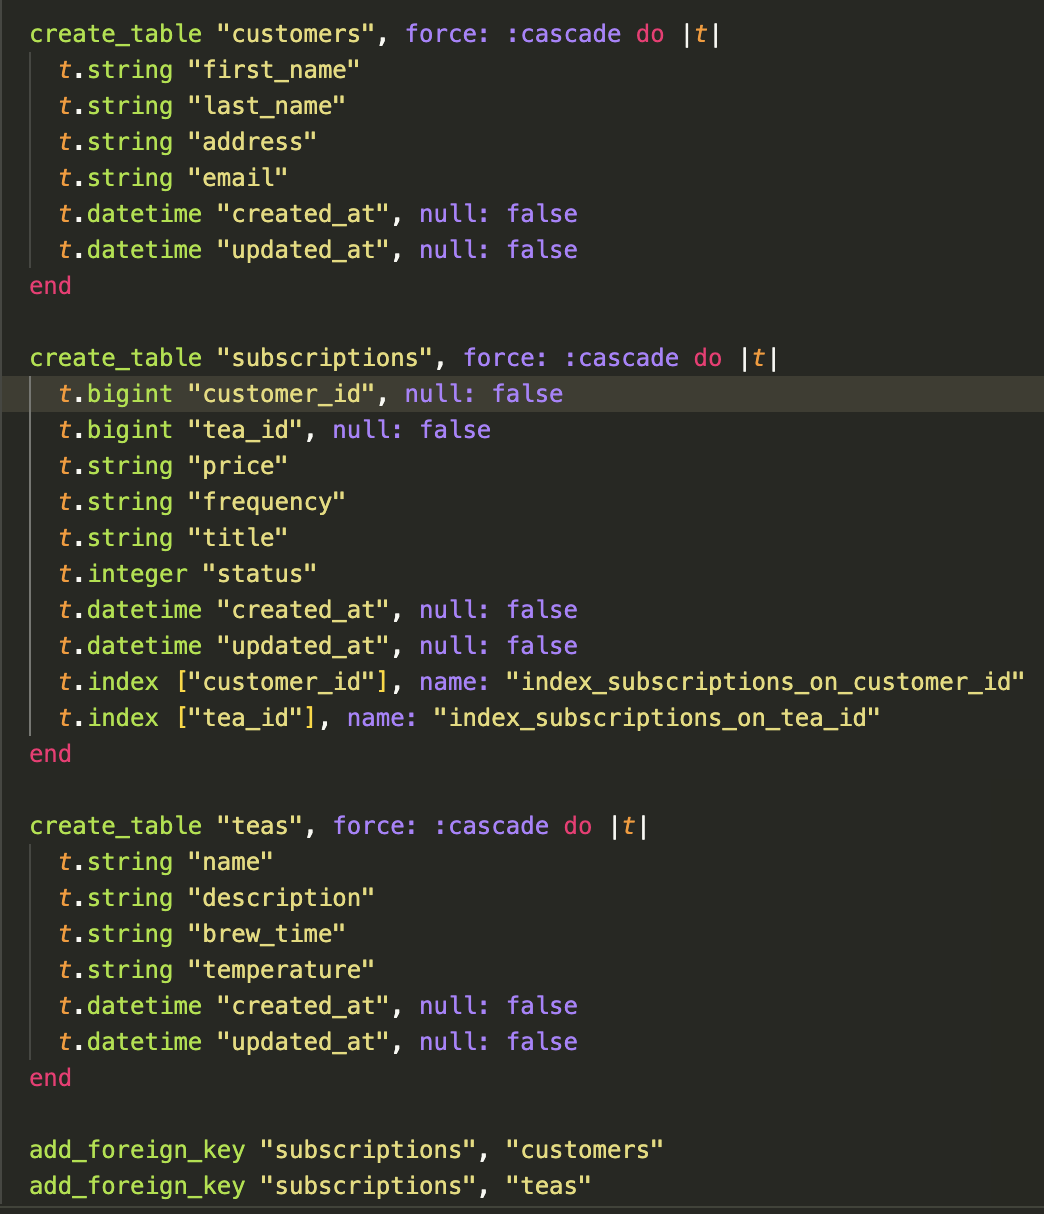 create_table "customers", force: :cascade do |t|
  t.string "first_name"
  t.string "last_name"
  t.string "address"
  t.string "email"
  t.datetime "created_at", null: false
  t.datetime "updated_at", null: false
end

create_table "subscriptions", force: :cascade do |t|
  t.bigint "customer_id", null: false
  t.bigint "tea_id", null: false
  t.string "price"
  t.string "frequency"
  t.string "title"
  t.integer "status"
  t.datetime "created_at", null: false
  t.datetime "updated_at", null: false
  t.index ["customer_id"], name: "index_subscriptions_on_customer_id"
  t.index ["tea_id"], name: "index_subscriptions_on_tea_id"
end

create_table "teas", force: :cascade do |t|
  t.string "name"
  t.string "description"
  t.string "brew_time"
  t.string "temperature"
  t.datetime "created_at", null: false
  t.datetime "updated_at", null: false
end

add_foreign_key "subscriptions", "customers"
add_foreign_key "subscriptions", "teas"